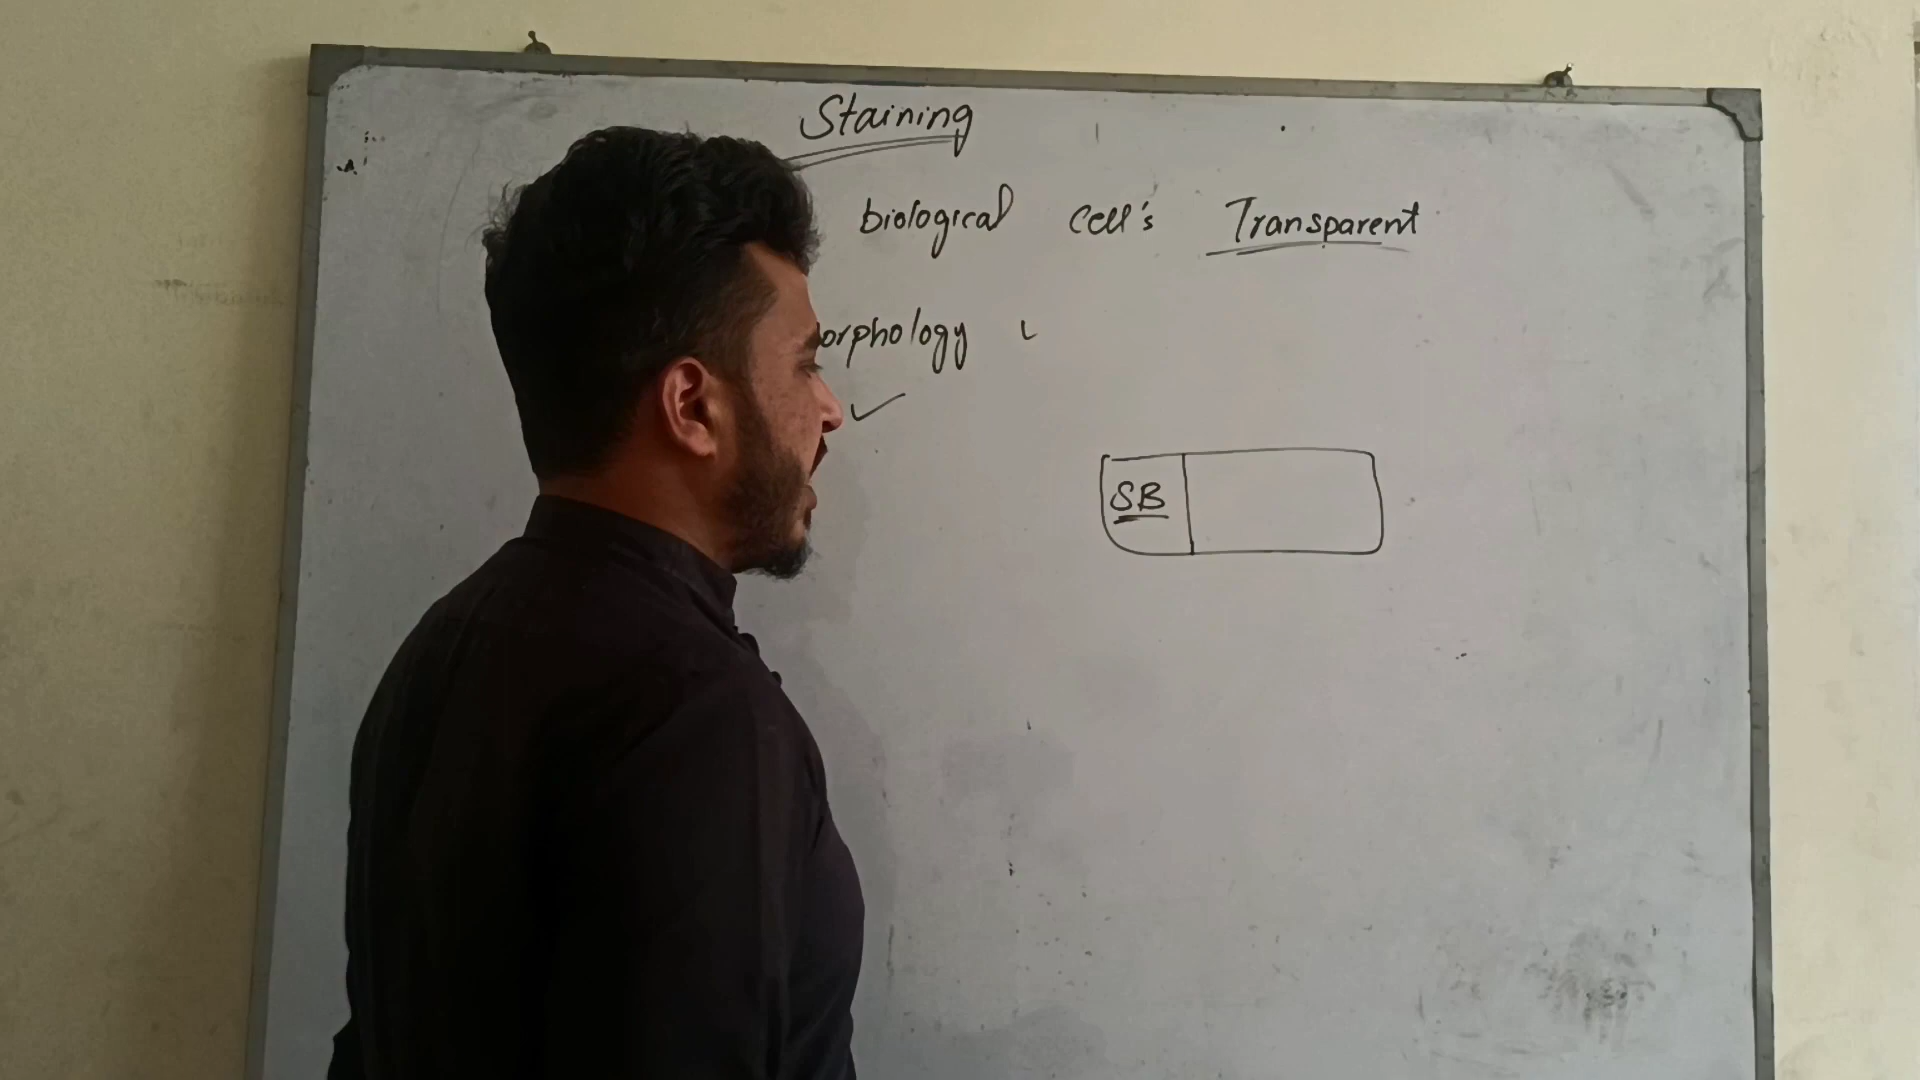 Staining
biological Cell's Transparent
orphology
SB